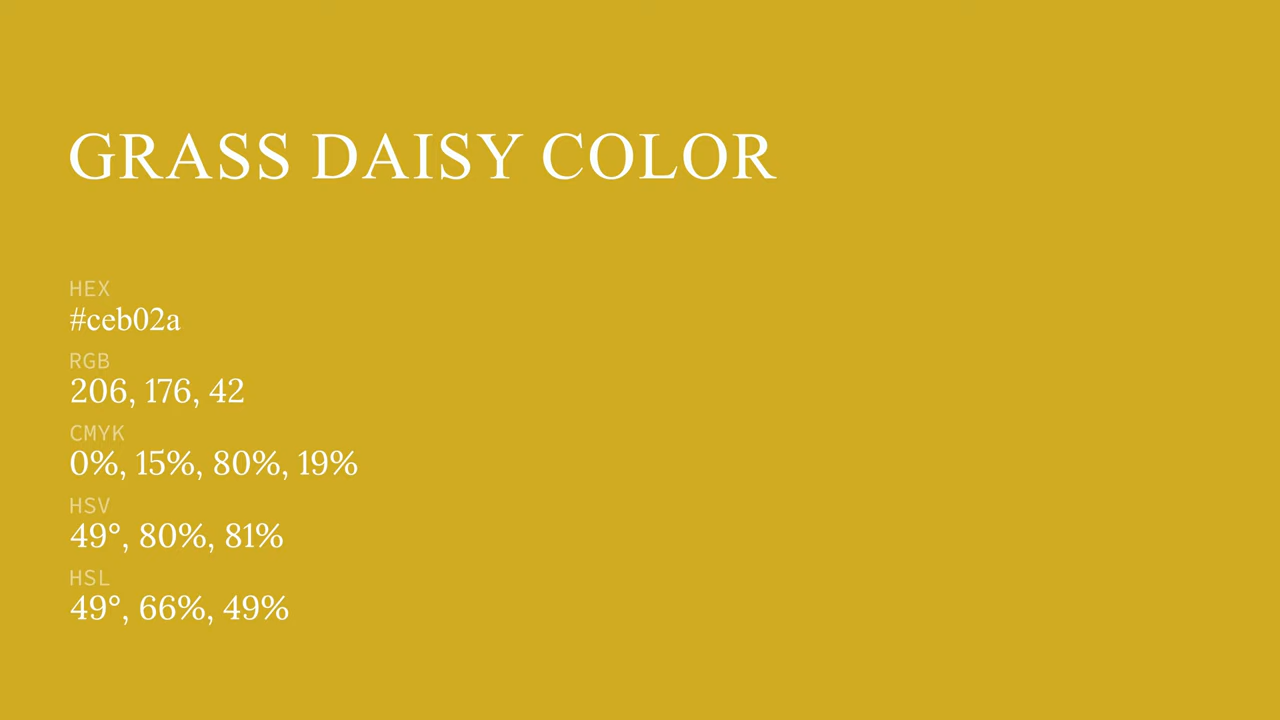 GRASS DAISY COLOR
HEX
#ceb02a
RGB
206, 176, 42
CMYK
0%, 15%, 80%, 19%
HSV
49°, 80%, 81%
HSL
49°, 66%, 49%